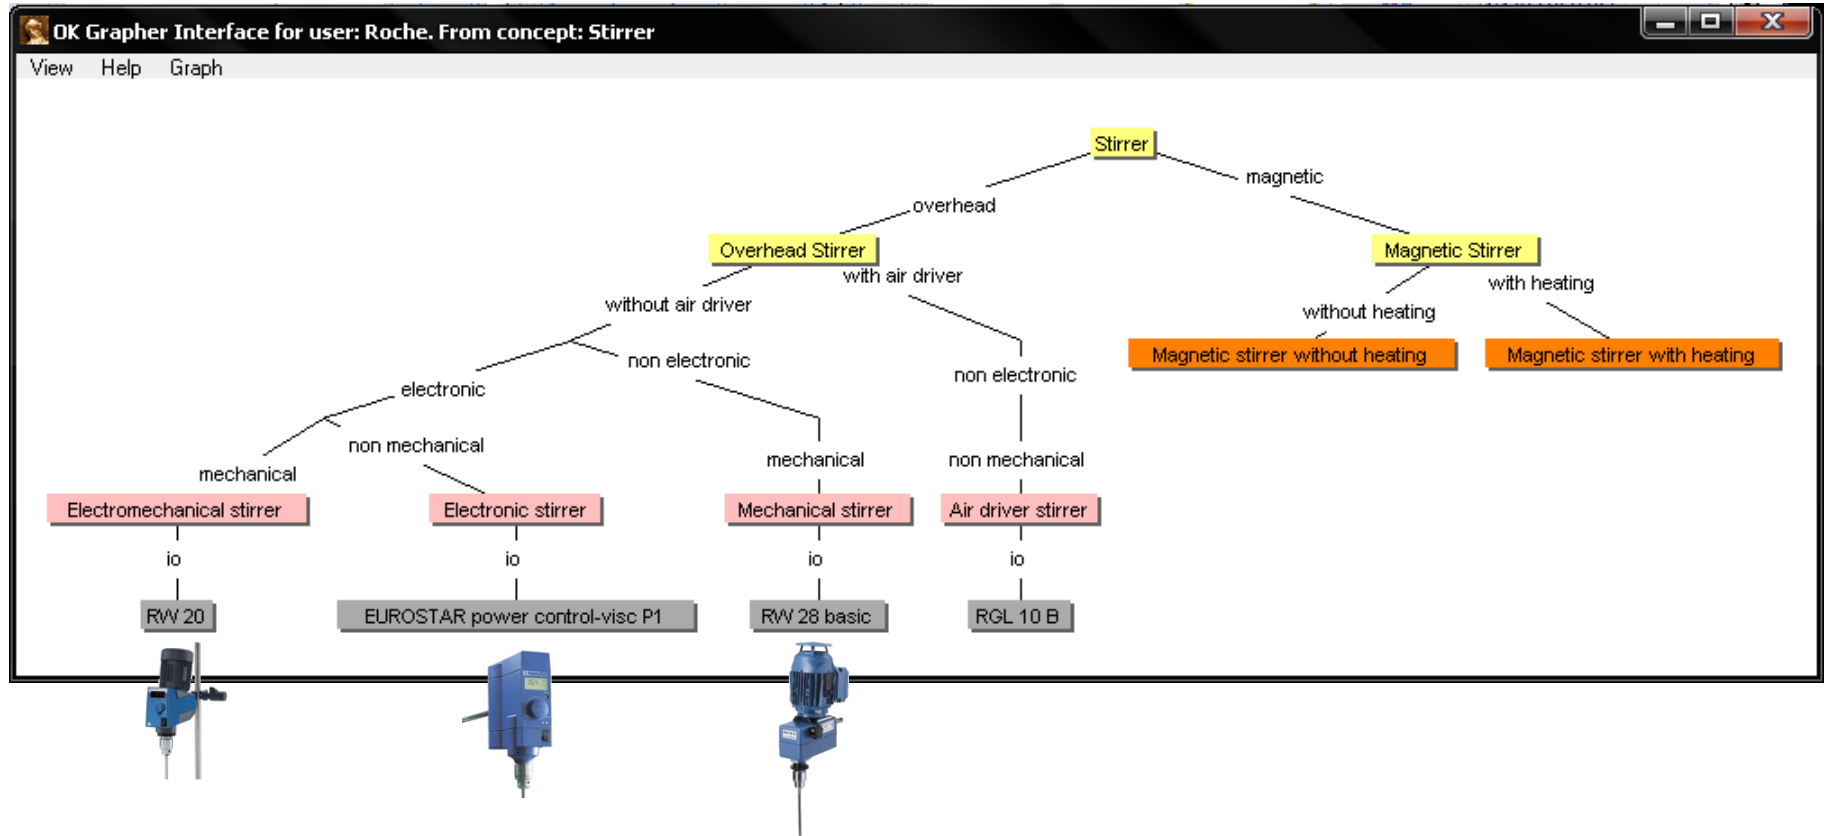 OK Grapher Interface for user: Roche. From concept: Stirrer
View Help Graph
Stirrer
magnetic
overhead
Overhead Stirrer
Magnetic Stirrer
with air driver
with heating
without air driver
without heating
Magnetic stirrer without heating
Magnetic stirrer with heating
non electronic
non electronic
electronic
non mechanical
mechanical
mechanical
non mechanical
Electromechanical stirrer
Electronic stirrer
Mechanical stirrer
Air driver stirrer
io
io
io
io
RW 20
EUROSTAR power control-visc P1
RW 28 basic
RGL 10 B